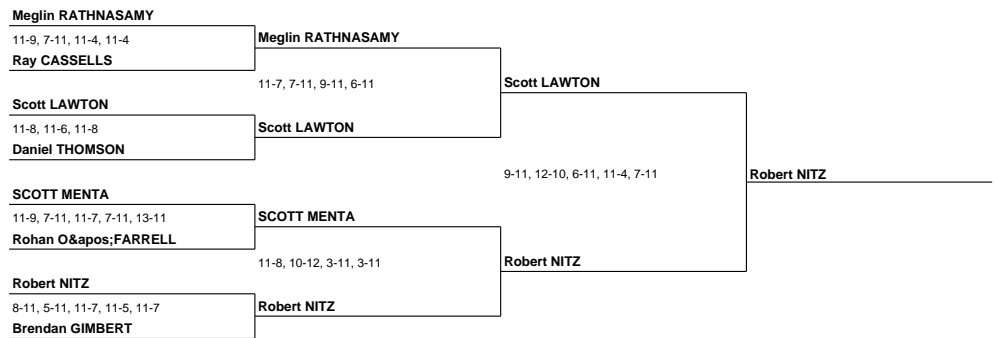 Meglin RATHNASAMY
11-9, 7-11, 11-4, 11-4
Ray CASSELLS
Scott LAWTON
11-8, 11-6, 11-8
Daniel THOMSON
SCOTT MENTA
11-9, 7-11, 11-7, 7-11, 13-11
Rohan O&apos;FARRELL
Robert NITZ
8-11, 5-11, 11-7, 11-5, 11-7
Brendan GIMBERT
Meglin RATHNASAMY
11-7, 7-11, 9-11, 6-11
Scott LAWTON
SCOTT MENTA
11-8, 10-12, 3-11, 3-11
Robert NITZ
Scott LAWTON
9-11, 12-10, 6-11, 11-4, 7-11
Robert NITZ
Robert NITZ